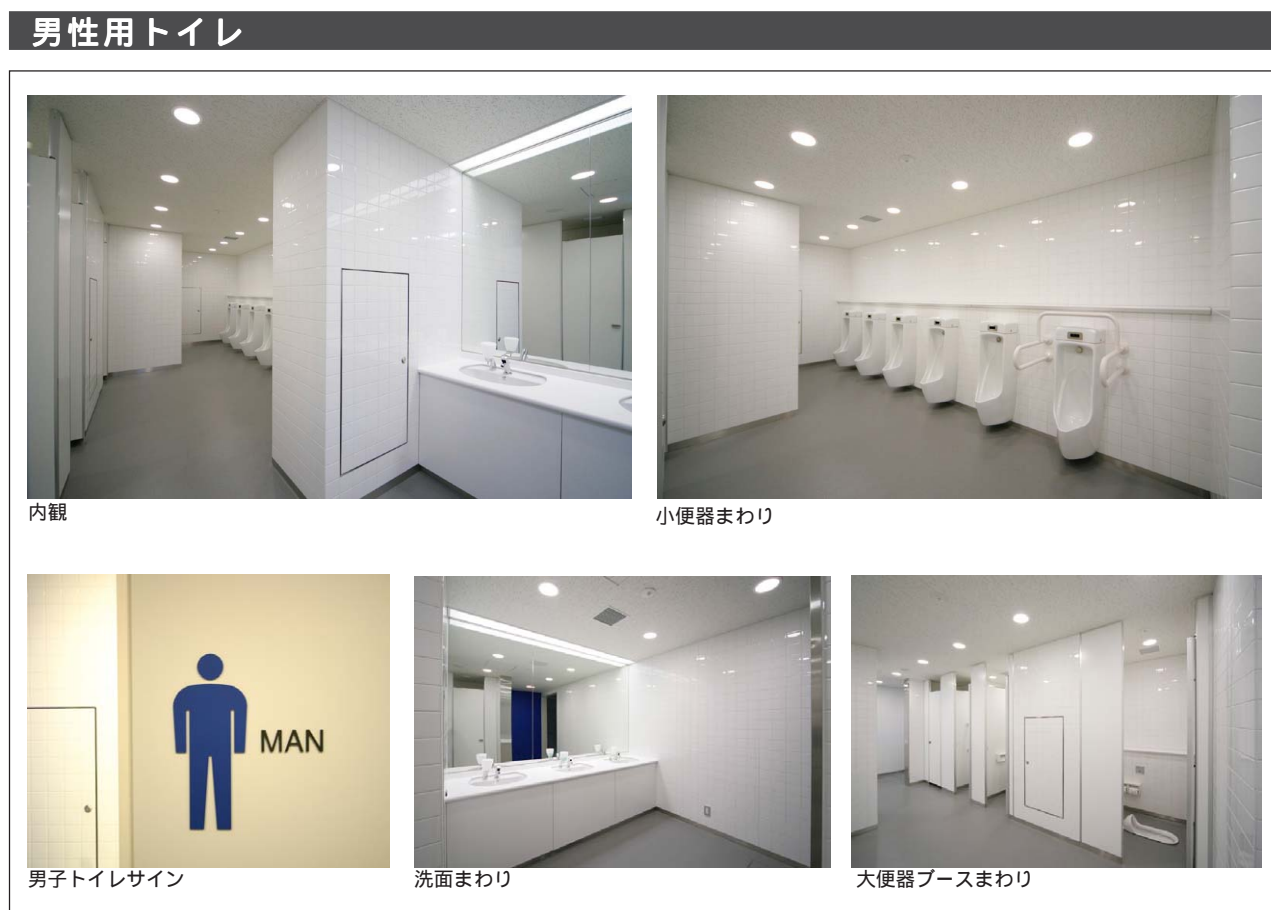 男性用トイレ
内観
小便器まわり
MAN
男子トイレサイン
洗面まわり
大便器ブースまわり